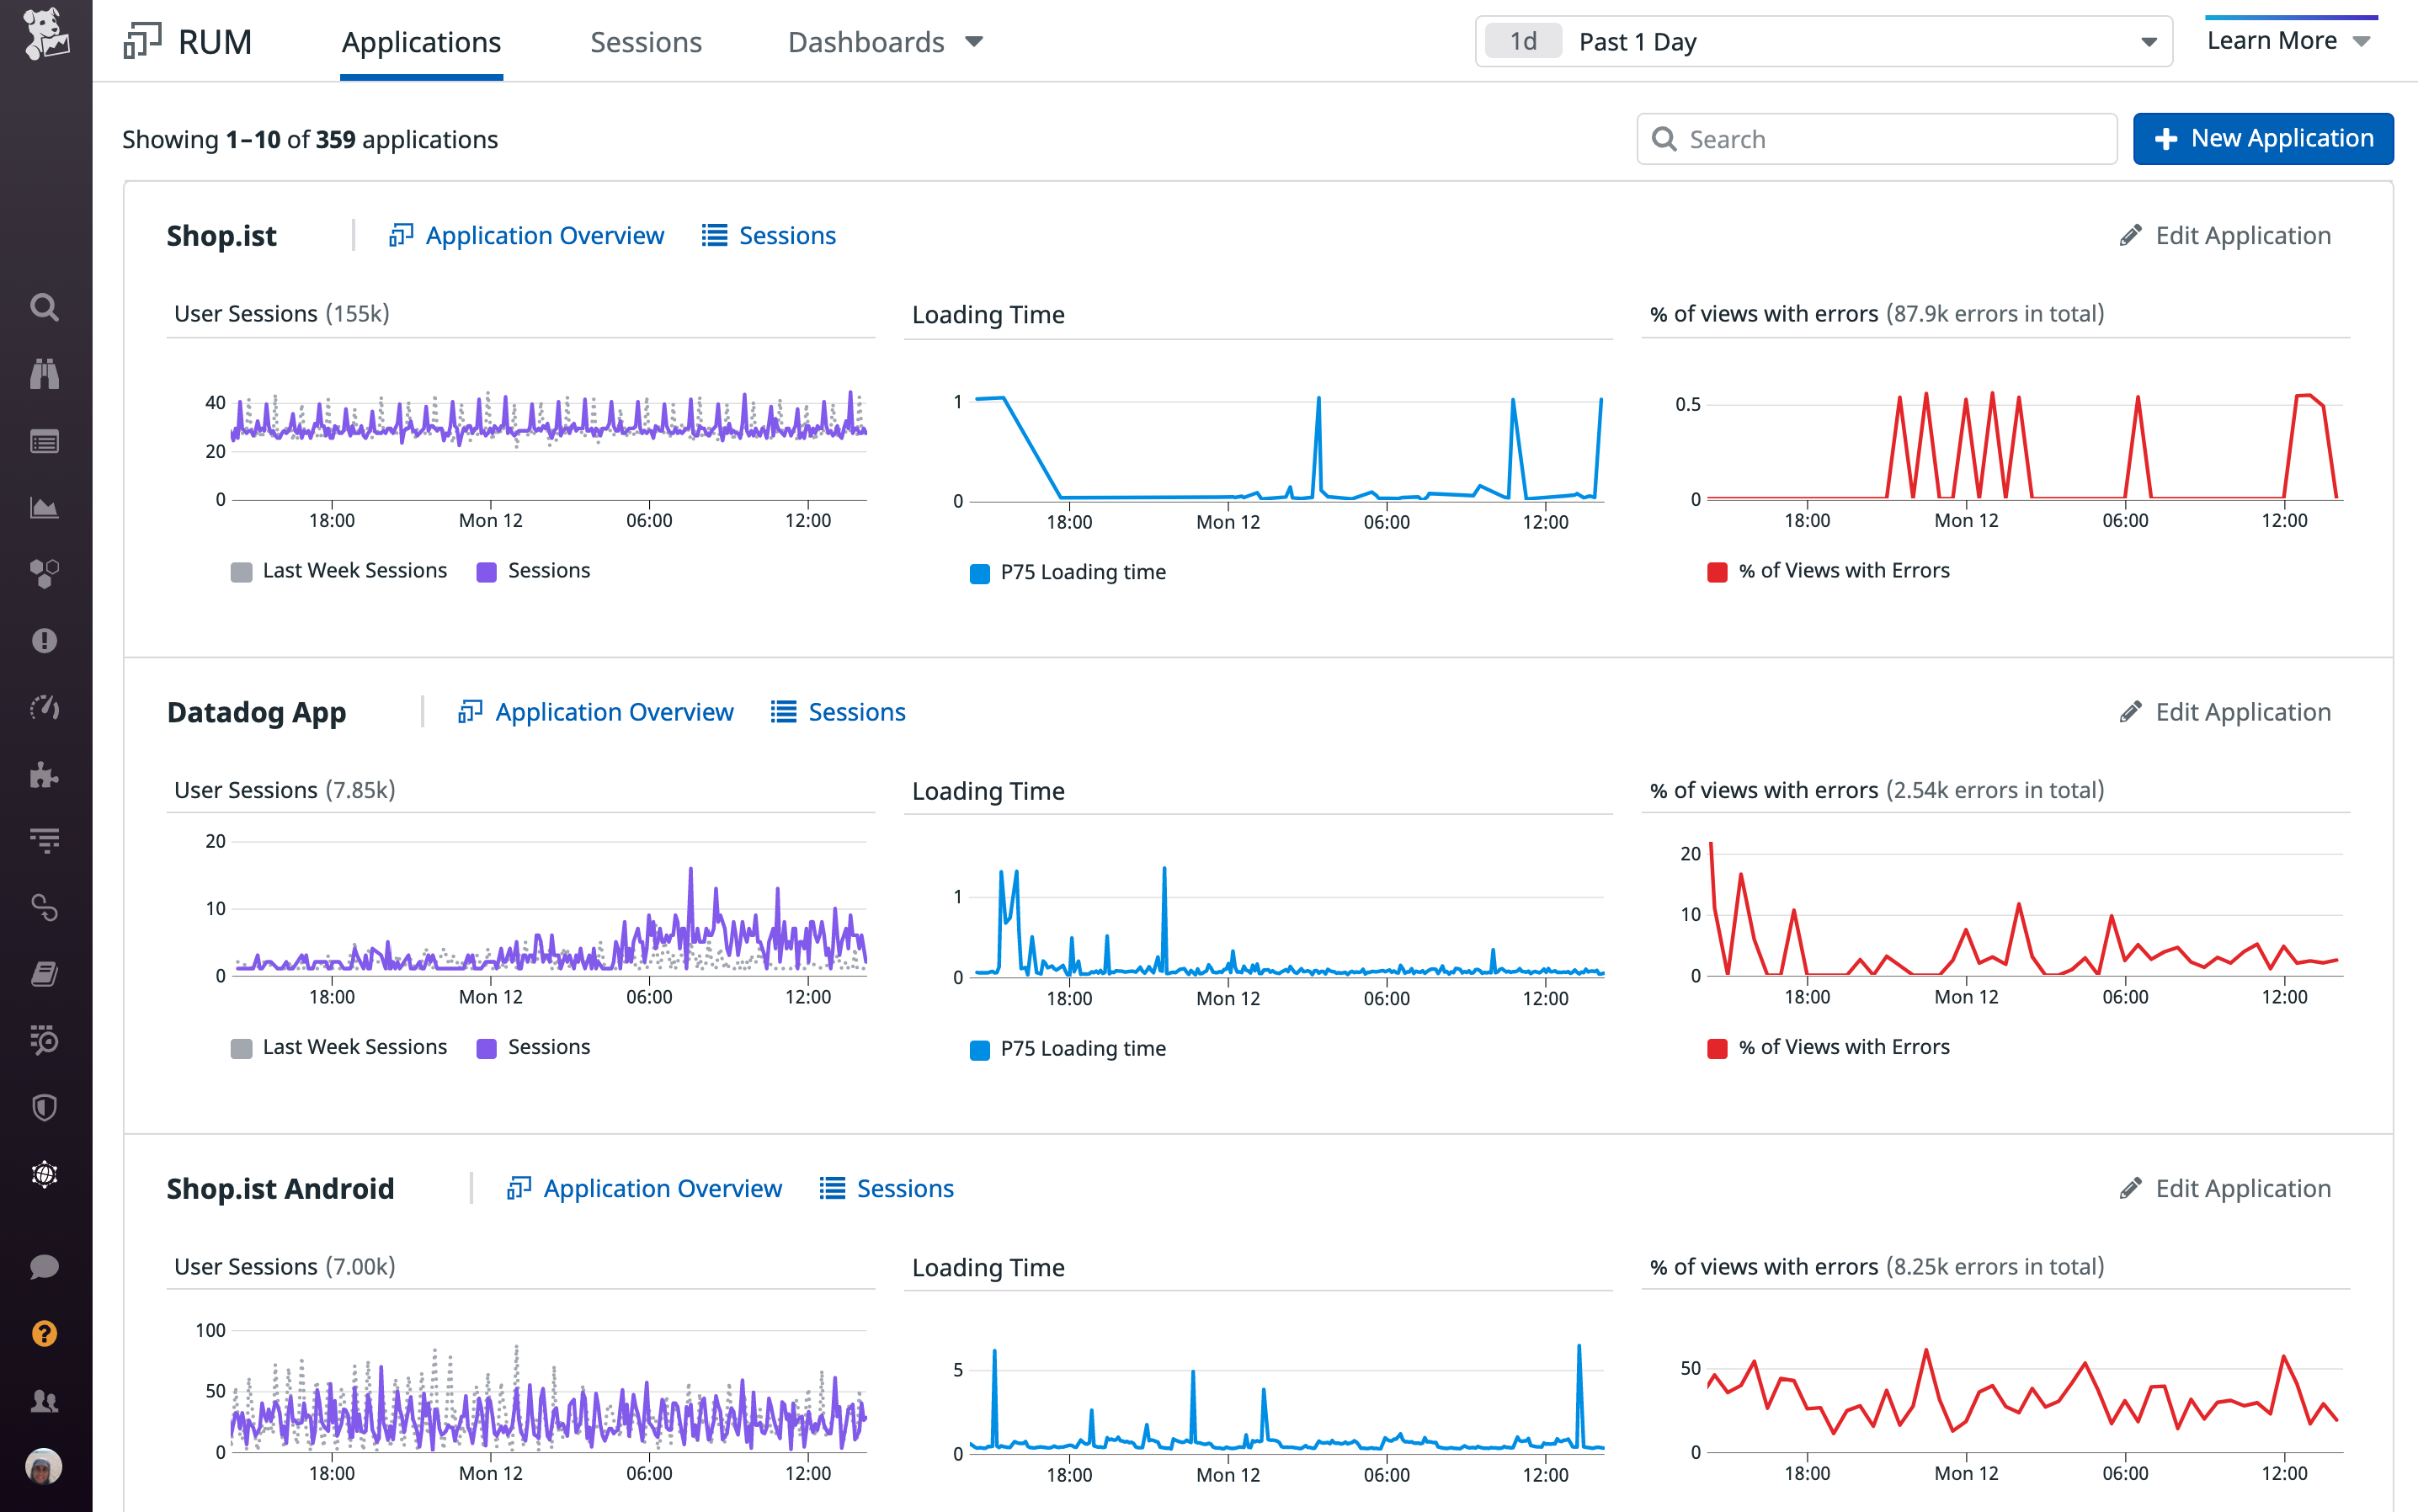 RUM Applications Sessions Dashboards 1d Past 1 Day Learn More
Showing 1–10 of 359 applications Search New Application
Shop.ist Application Overview Sessions Edit Application
User Sessions (155k)
40
20
0
18:00 Mon 12 06:00 12:00
Last Week Sessions Sessions
Loading Time
1
0
18:00 Mon 12 06:00 12:00
P75 Loading time
% of views with errors (87.9k errors in total)
0.5
0
18:00 Mon 12 06:00 12:00
% of Views with Errors
Datadog App Application Overview Sessions Edit Application
User Sessions (7.85k)
20
10
0
18:00 Mon 12 06:00 12:00
Last Week Sessions Sessions
Loading Time
1
0
18:00 Mon 12 06:00 12:00
P75 Loading time
% of views with errors (2.54k errors in total)
20
10
0
18:00 Mon 12 06:00 12:00
% of Views with Errors
Shop.ist Android Application Overview Sessions Edit Application
User Sessions (7.00k)
100
50
0
18:00 Mon 12 06:00 12:00
Loading Time
5
0
18:00 Mon 12 06:00 12:00
% of views with errors (8.25k errors in total)
50
0
18:00 Mon 12 06:00 12:00